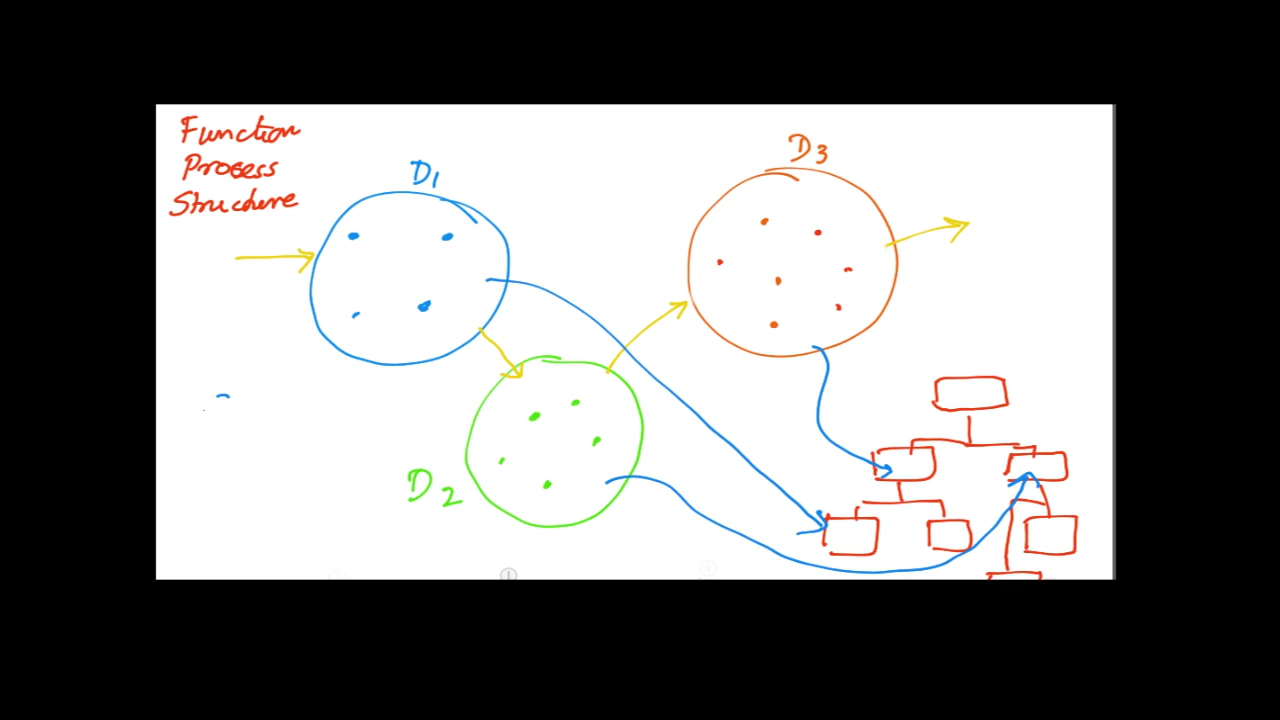 Function
Process
Structure
D1
D3
D2